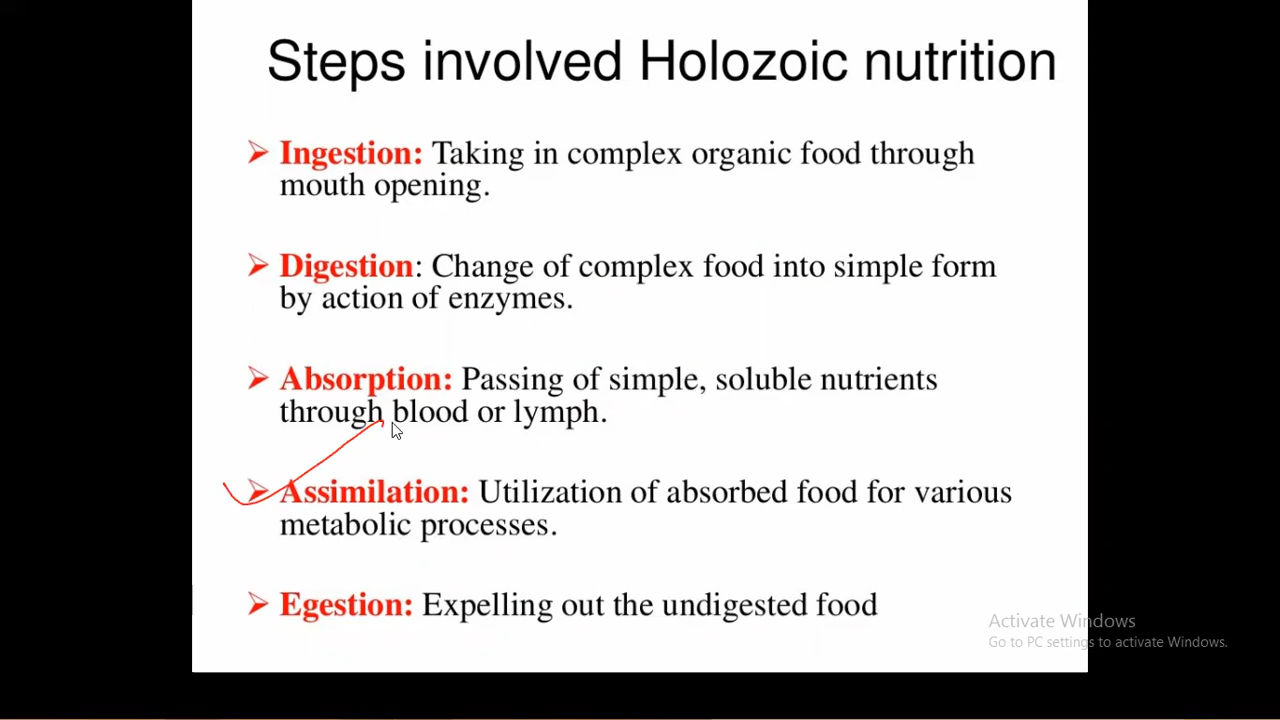 Steps involved Holozoic nutrition
➢ Ingestion: Taking in complex organic food through
mouth opening.
➢ Digestion: Change of complex food into simple form
by action of enzymes.
➢ Absorption: Passing of simple, soluble nutrients
through blood or lymph.
➢ Assimilation: Utilization of absorbed food for various
metabolic processes.
➢ Egestion: Expelling out the undigested food
Activate Windows
Go to PC settings to activate Windows.